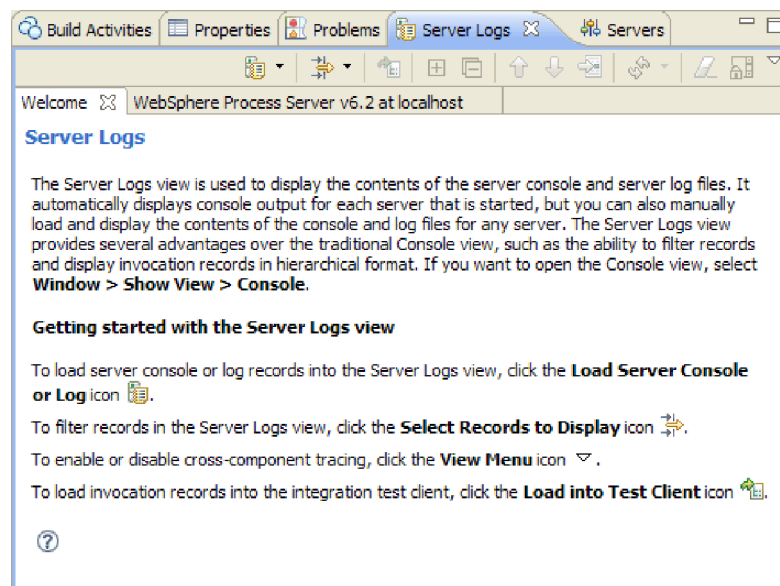 Build Activities Properties Problems Server Logs Servers
Welcome WebSphere Process Server v6.2 at localhost
Server Logs
The Server Logs view is used to display the contents of the server console and server log files. It
automatically displays console output for each server that is started, but you can also manually
load and display the contents of the console and log files for any server. The Server Logs view
provides several advantages over the traditional Console view, such as the ability to filter records
and display invocation records in hierarchical format. If you want to open the Console view, select
Window > Show View > Console.
Getting started with the Server Logs view
To load server console or log records into the Server Logs view, click the Load Server Console
or Log icon .
To filter records in the Server Logs view, click the Select Records to Display icon .
To enable or disable cross-component tracing, click the View Menu icon .
To load invocation records into the integration test client, click the Load into Test Client icon .
?